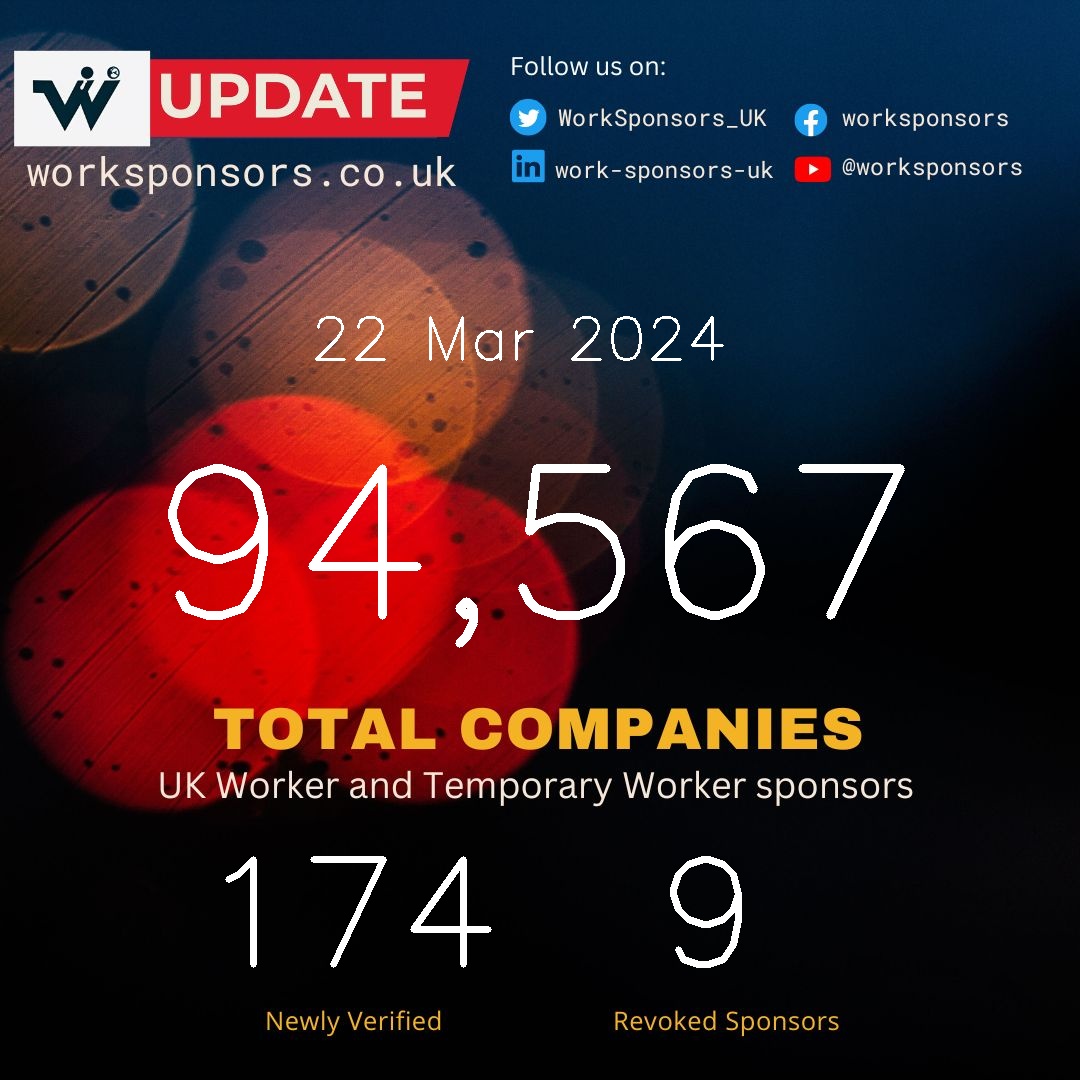 UPDATE
worksponsors.co.uk
Follow us on:
WorkSponsors_UK
worksponsors
work-sponsors-uk
@worksponsors
22 Mar 2024
94,567
TOTAL COMPANIES
UK Worker and Temporary Worker sponsors
174
9
Newly Verified
Revoked Sponsors